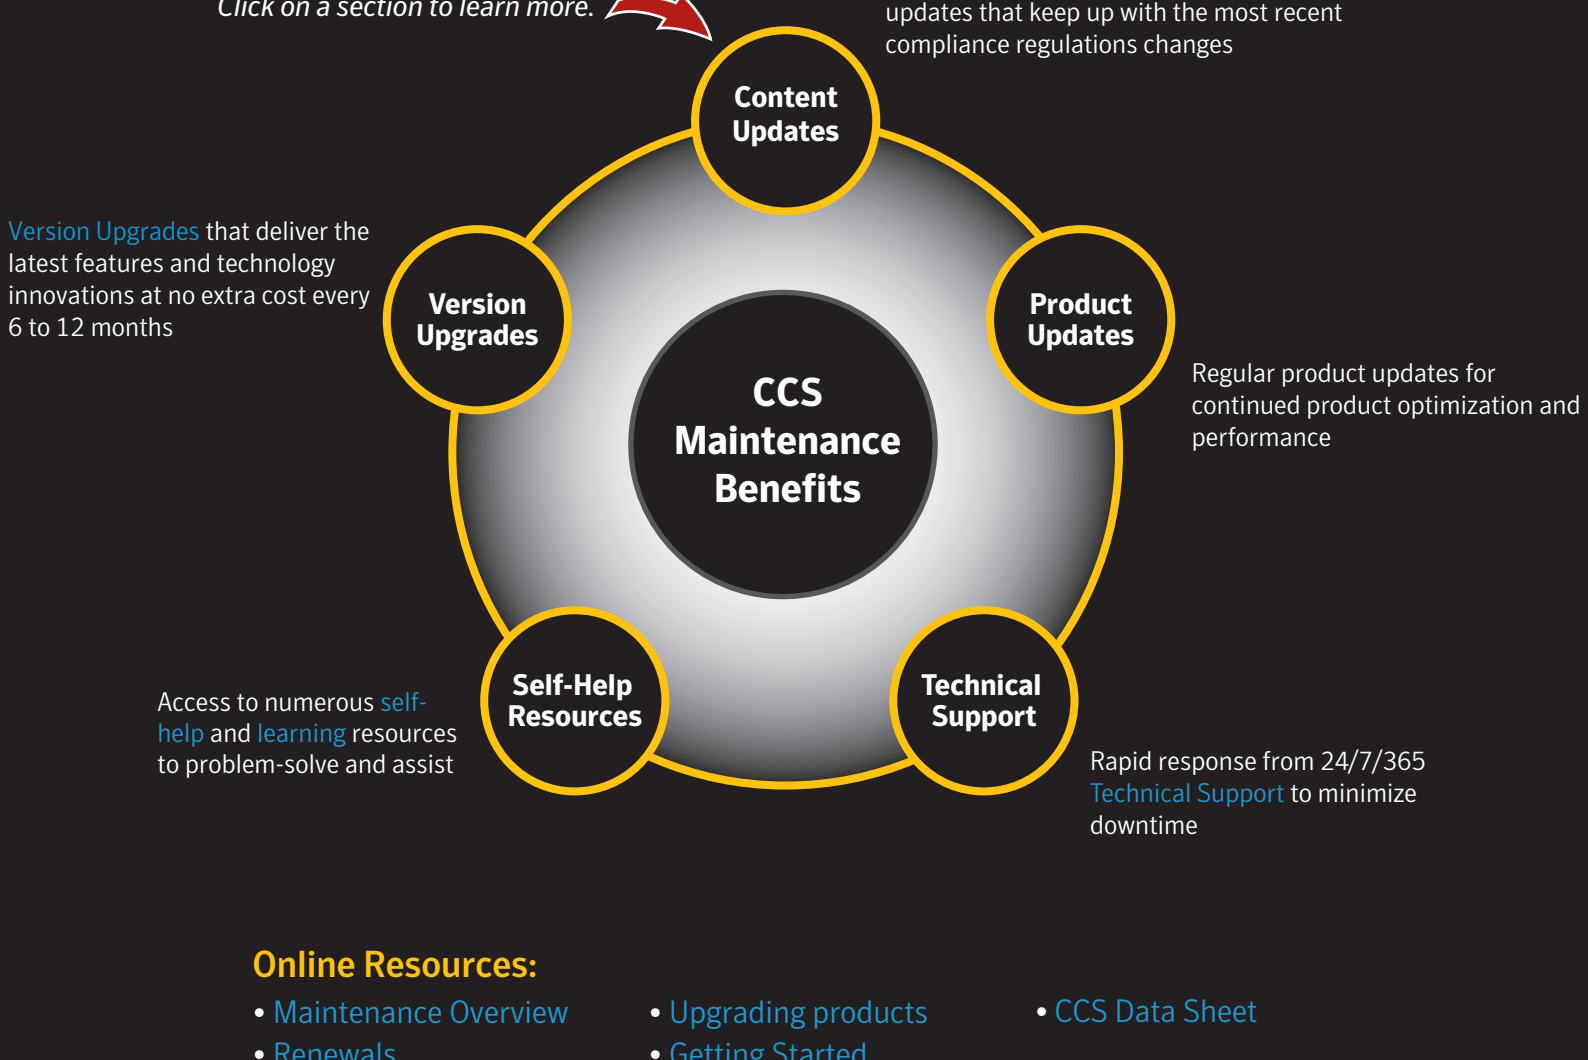 Click on a section to learn more.
updates that keep up with the most recent
compliance regulations changes
Content
Updates
Version Upgrades that deliver the
latest features and technology
innovations at no extra cost every
6 to 12 months
Version
Upgrades
Product
Updates
Regular product updates for
continued product optimization and
performance
CCS
Maintenance
Benefits
Self-Help
Resources
Technical
Support
Access to numerous self-
help and learning resources
to problem-solve and assist
Rapid response from 24/7/365
Technical Support to minimize
downtime
Online Resources:
• Maintenance Overview
• Renewals
• Upgrading products
• Getting Started
• CCS Data Sheet